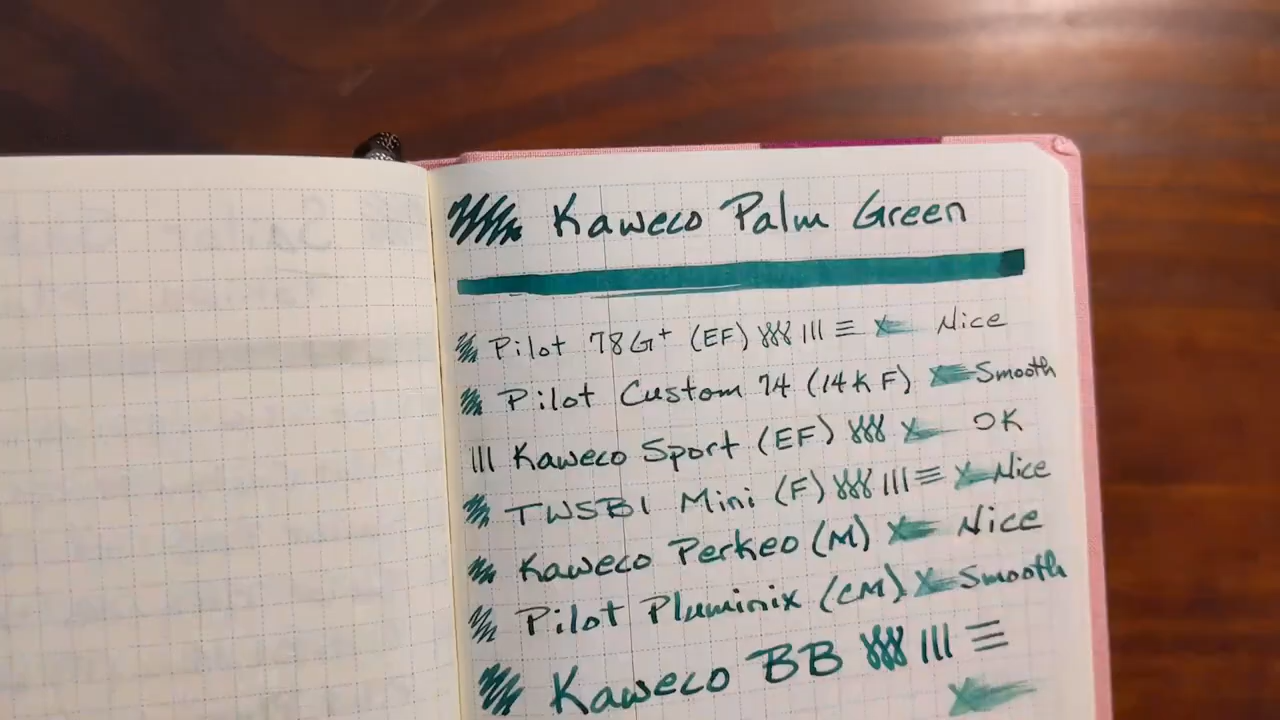 Kaweco Palm Green
Pilot 78G+ (EF) Nice
Pilot Custom 74 (14K F) Smooth
Kaweco Sport (EF) OK
TWSBI Mini (F) Nice
Kaweco Perkeo (M) Nice
Pilot Pluminix (CM) Smooth
Kaweco BB